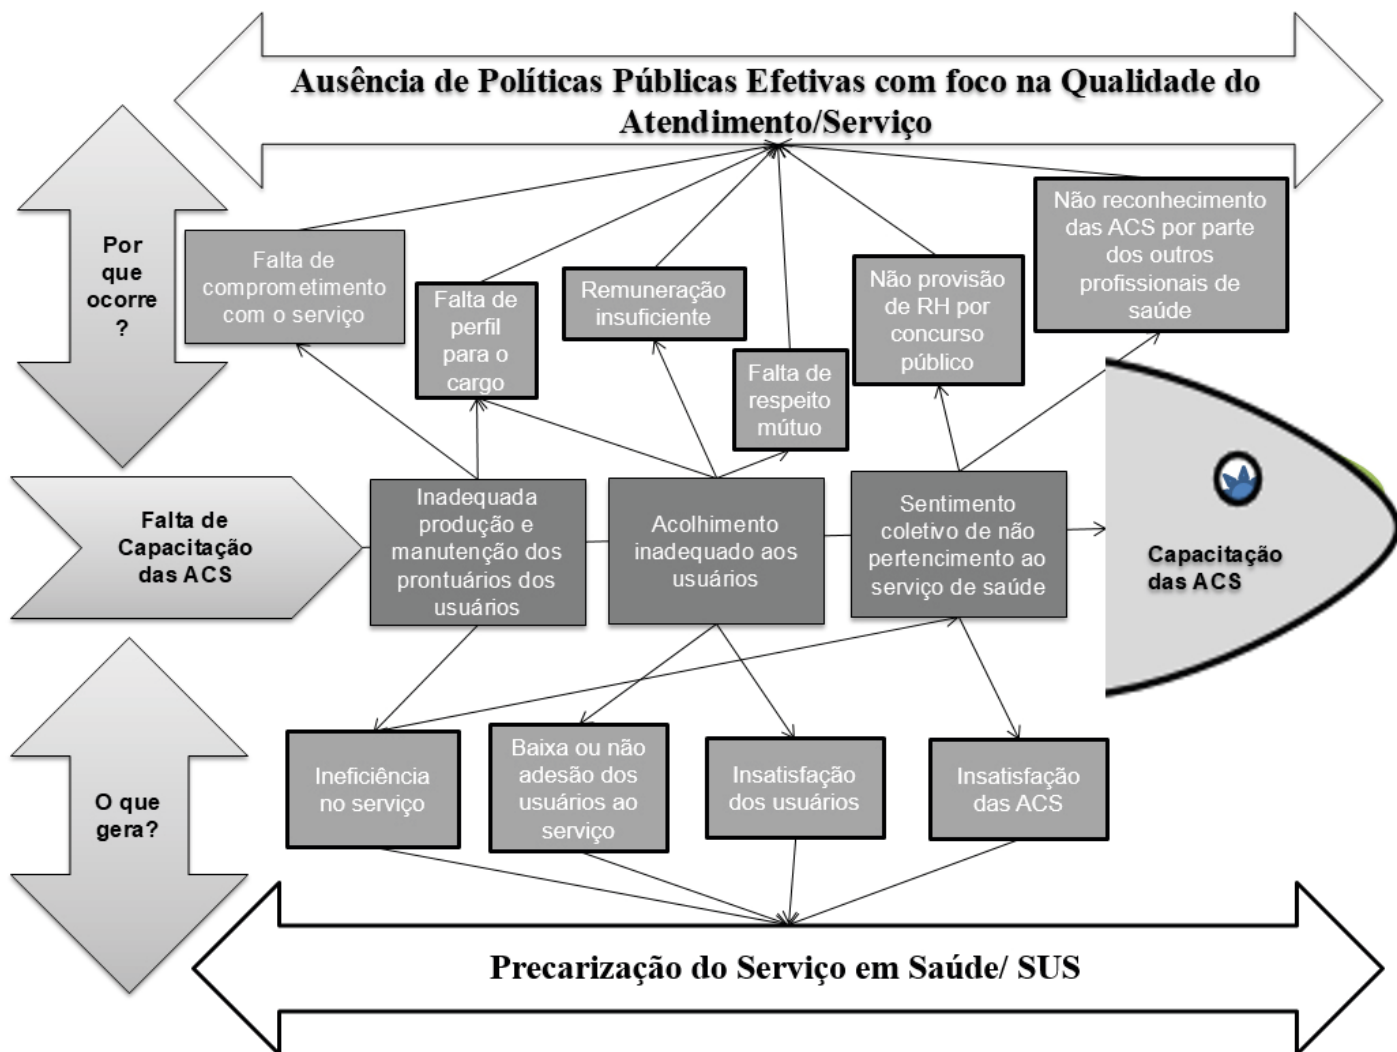 Ausência de Políticas Públicas Efetivas com foco na Qualidade do
Atendimento/Serviço
Por
que
ocorre
?
Falta de
comprometimento
com o serviço
Falta de
perfil
para o
cargo
Remuneração
insuficiente
Falta de
respeito
mútuo
Não provisão
de RH por
concurso
público
Não reconhecimento
das ACS por parte
dos outros
profissionais de
saúde
Falta de
Capacitação
das ACS
Inadequada
produção e
manutenção dos
prontuários dos
usuários
Acolhimento
inadequado aos
usuários
Sentimento
coletivo de não
pertencimento ao
serviço de saúde
Capacitação
das ACS
O que
gera?
Ineficiência
no serviço
Baixa ou não
adesão dos
usuários ao
serviço
Insatisfação
dos usuários
Insatisfação
das ACS
Precarização do Serviço em Saúde/ SUS